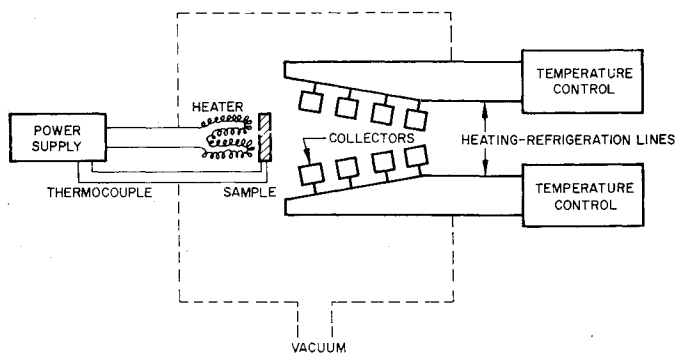 HEATER
POWER
SUPPLY
THERMOCOUPLE
SAMPLE
COLLECTORS
TEMPERATURE
CONTROL
HEATING-REFRIGERATION LINES
TEMPERATURE
CONTROL
VACUUM